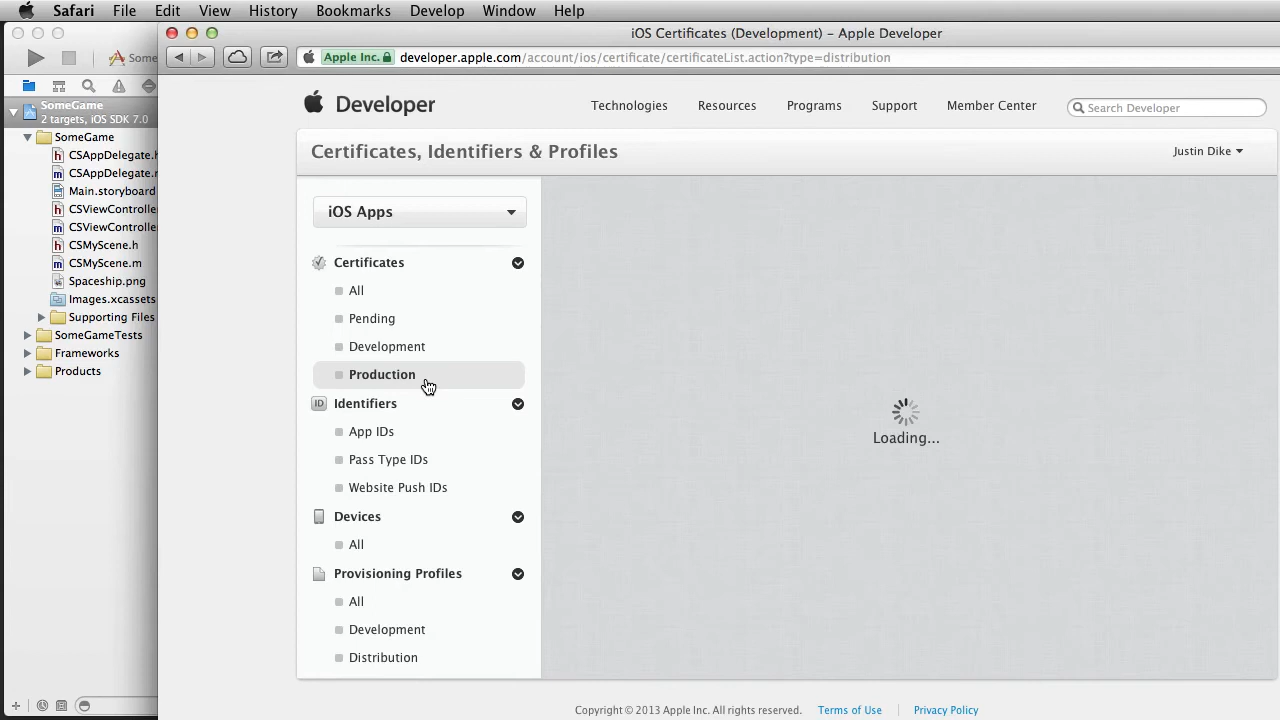 Safari File Edit View History Bookmarks Develop Window Help
iOS Certificates (Development) – Apple Developer
Apple Inc. developer.apple.com/account/ios/certificate/certificateList.action?type=distribution
Some
SomeGame
2 targets, iOS SDK 7.0
SomeGame
CSAppDelegate.h
CSAppDelegate.
Main.storyboard
CSViewControlle
CSViewControlle
CSMyScene.h
CSMyScene.m
Spaceship.png
Images.xcassets
Supporting Files
SomeGameTests
Frameworks
Products
Developer
Technologies Resources Programs Support Member Center Search Developer
Certificates, Identifiers & Profiles Justin Dike
iOS Apps
Certificates
All
Pending
Development
Production
ID Identifiers
App IDs
Pass Type IDs
Website Push IDs
Devices
All
Provisioning Profiles
All
Development
Distribution
Loading...
Copyright © 2013 Apple Inc. All rights reserved. Terms of Use Privacy Policy